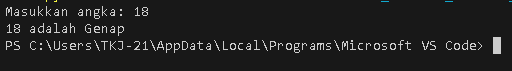 Masukkan angka: 18
18 adalah Genap
PS C:\Users\TKJ-21\AppData\Local\Programs\Microsoft VS Code>